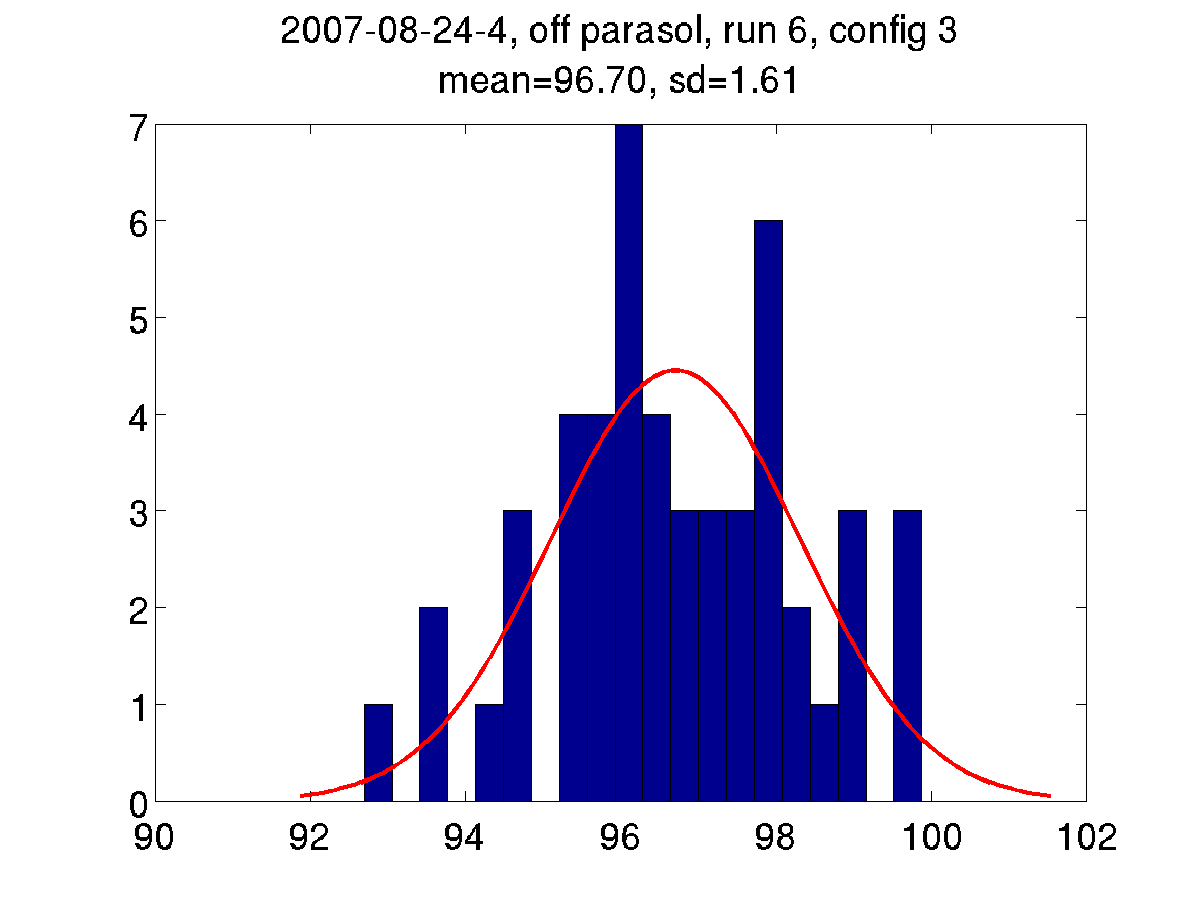 2007-08-24-4, off parasol, run 6, config 3
mean=96.70, sd=1.61
7
6
5
4
3
2
1
0
90 92 94 96 98 100 102